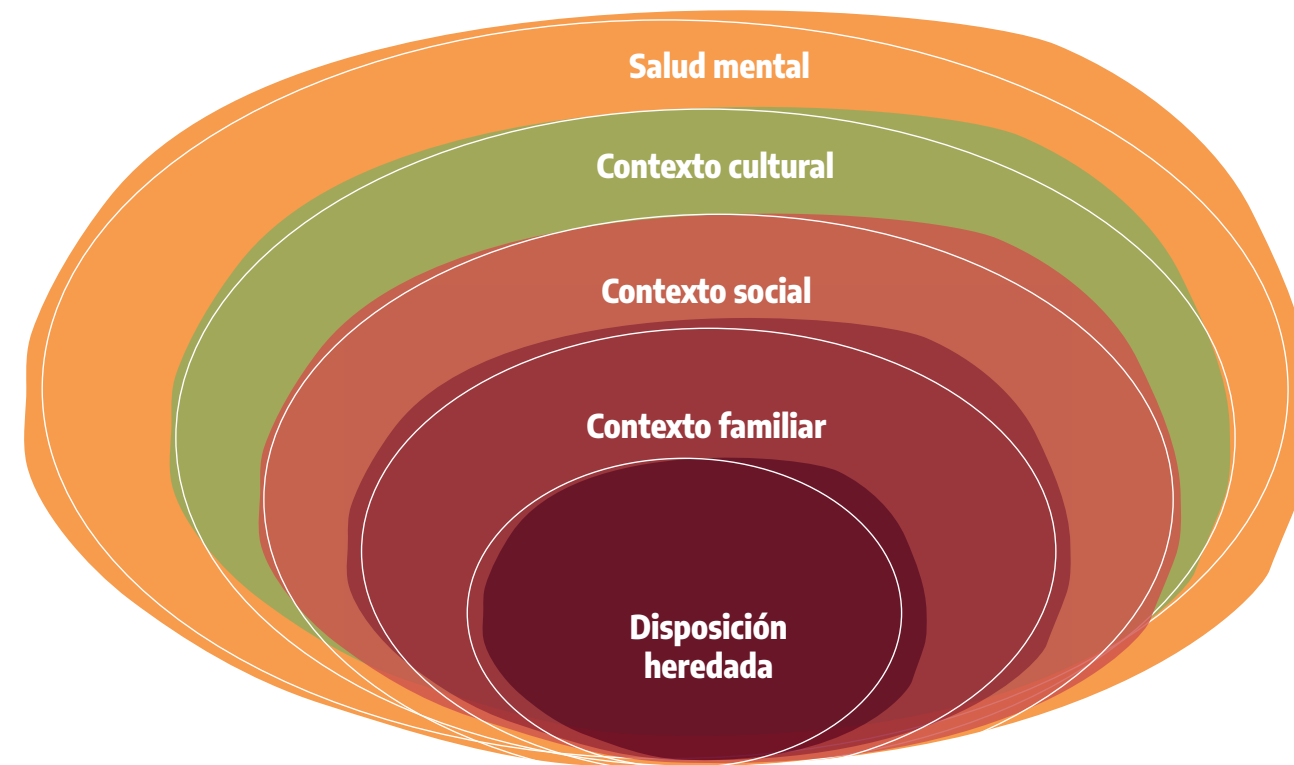 Salud mental
Contexto cultural
Contexto social
Contexto familiar
Disposición
heredada